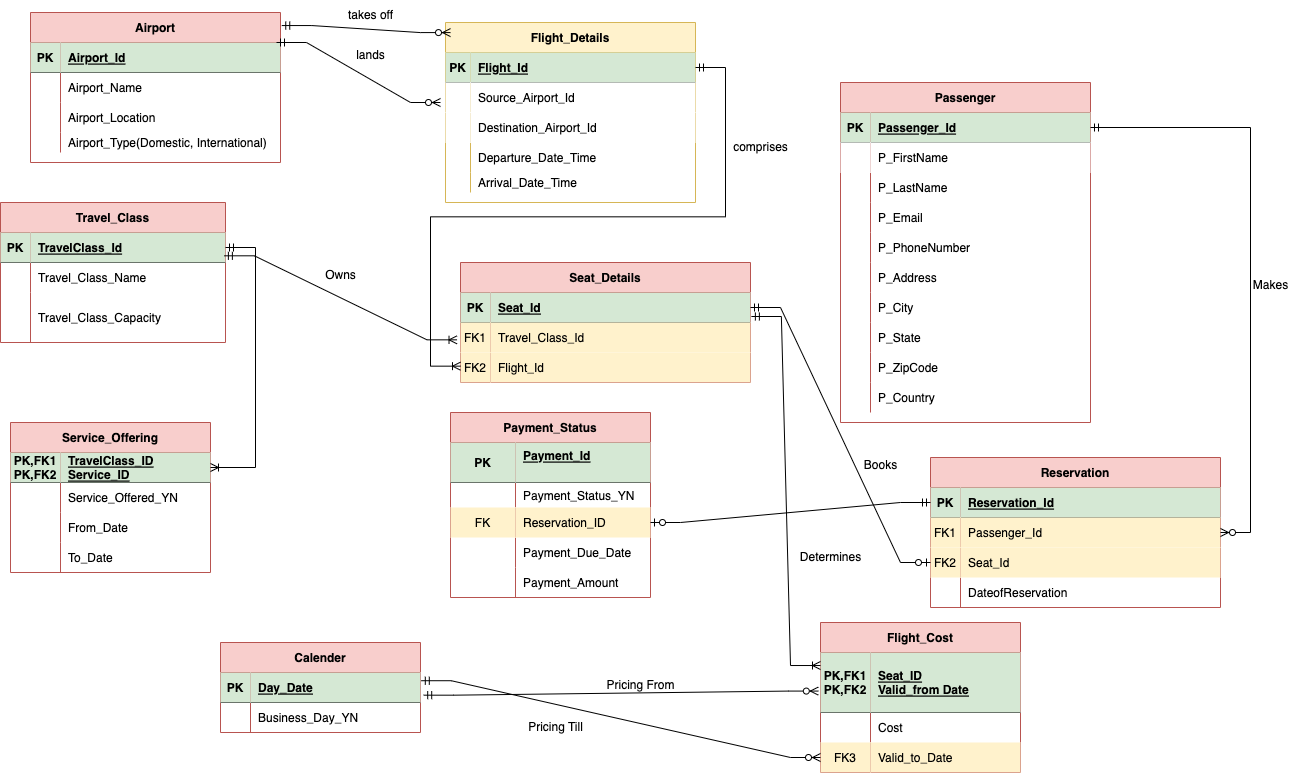 takes off
Airport
PK Airport_Id
Airport_Name
Airport_Location
Airport_Type(Domestic, International)
lands
Flight_Details
PK Flight_Id
Source_Airport_Id
Destination_Airport_Id
Departure_Date_Time
Arrival_Date_Time
comprises
Passenger
PK Passenger_Id
P_FirstName
P_LastName
P_Email
P_PhoneNumber
P_Address
P_City
P_State
P_ZipCode
P_Country
Makes
Travel_Class
PK TravelClass_Id
Travel_Class_Name
Travel_Class_Capacity
Owns
Seat_Details
PK Seat_Id
FK1 Travel_Class_Id
FK2 Flight_Id
Service_Offering
PK,FK1 TravelClass_ID
PK,FK2 Service_ID
Service_Offered_YN
From_Date
To_Date
Payment_Status
PK Payment_Id
Payment_Status_YN
FK Reservation_ID
Payment_Due_Date
Payment_Amount
Books
Determines
Reservation
PK Reservation_Id
FK1 Passenger_Id
FK2 Seat_Id
DateofReservation
Calender
PK Day_Date
Business_Day_YN
Pricing From
Pricing Till
Flight_Cost
PK,FK1 Seat_ID
PK,FK2 Valid_from Date
Cost
FK3 Valid_to_Date